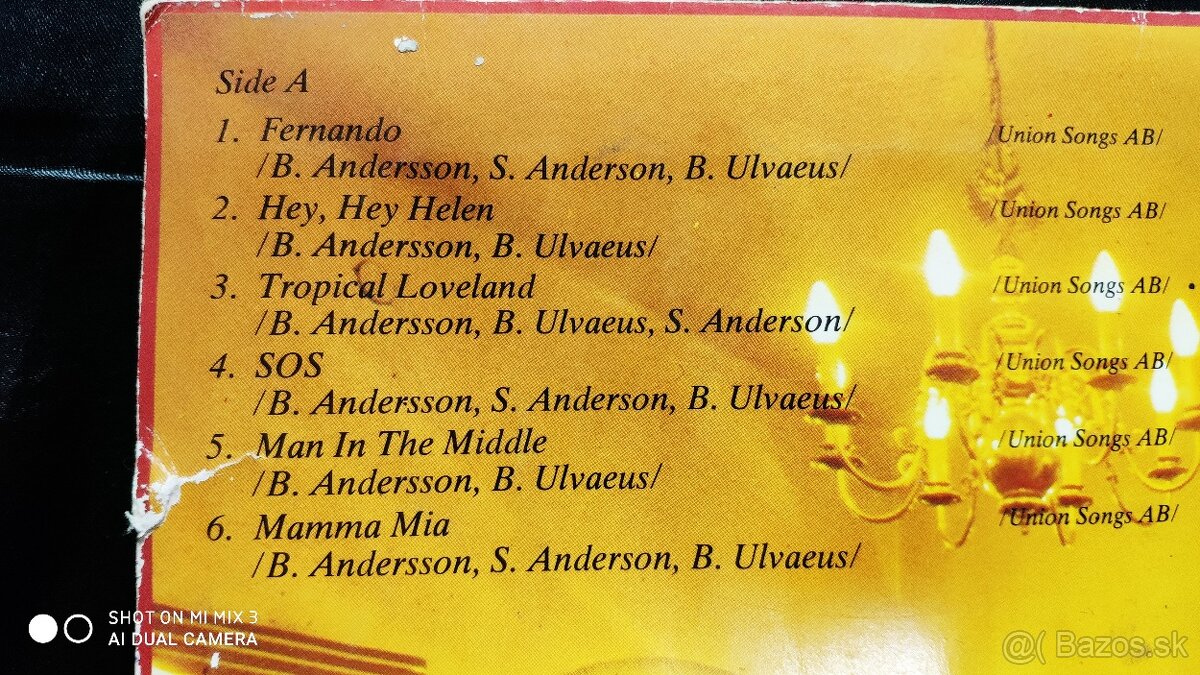 Side A
1. Fernando /Union Songs AB/
/B. Andersson, S. Anderson, B. Ulvaeus/
2. Hey, Hey Helen /Union Songs AB/
/B. Andersson, B. Ulvaeus/
3. Tropical Loveland /Union Songs AB/
/B. Andersson, B. Ulvaeus, S. Anderson/
4. SOS /Union Songs AB/
/B. Andersson, S. Anderson, B. Ulvaeus/
5. Man In The Middle /Union Songs AB/
/B. Andersson, B. Ulvaeus/
6. Mamma Mia /Union Songs AB/
/B. Andersson, S. Anderson, B. Ulvaeus/
SHOT ON MI MIX 3
AI DUAL CAMERA
@( Bazos.sk